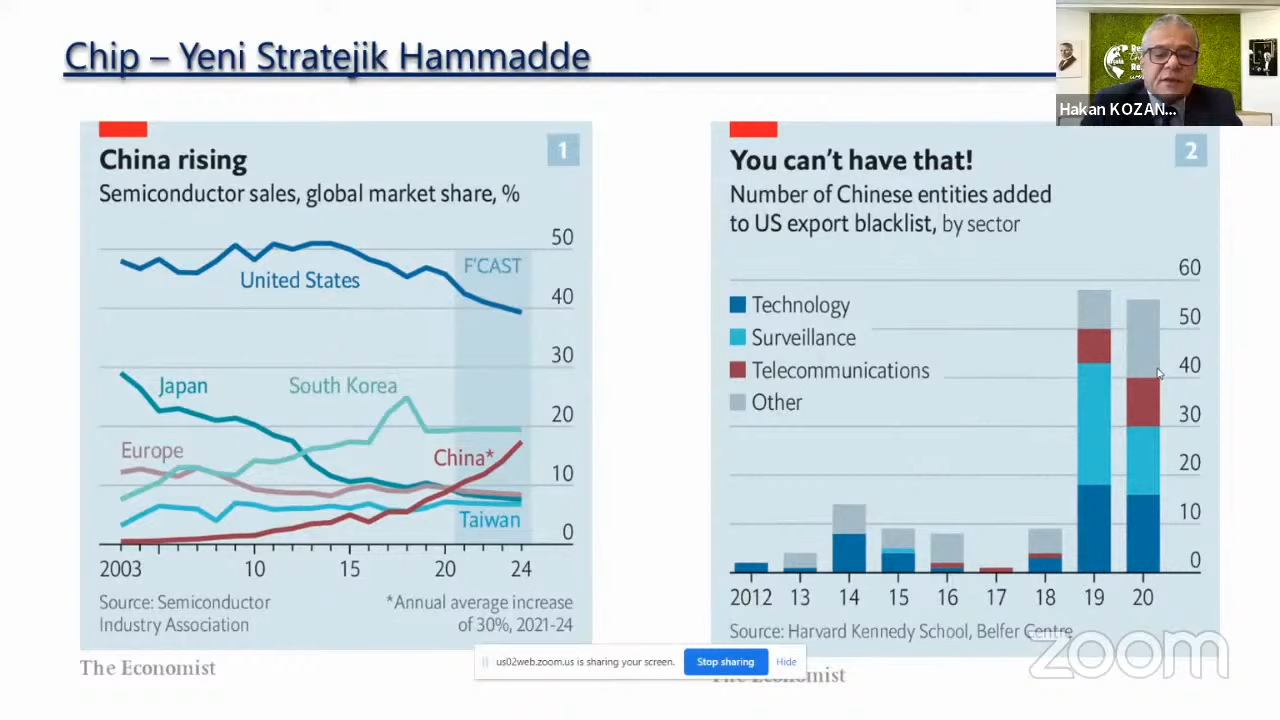 Chip – Yeni Stratejik Hammadde
Hakan KOZAN...
China rising
1
Semiconductor sales, global market share, %
50
F'CAST
United States
40
30
Japan
South Korea
20
Europe
China*
10
Taiwan
0
2003
10
15
20
24
Source: Semiconductor
Industry Association
*Annual average increase
of 30%, 2021-24
The Economist
You can't have that!
2
Number of Chinese entities added
to US export blacklist, by sector
60
Technology
50
Surveillance
40
Telecommunications
Other
30
20
10
0
2012
13
14
15
16
17
18
19
20
Source: Harvard Kennedy School, Belfer Centre
The Economist
zoom
us02web.zoom.us is sharing your screen.
Stop sharing
Hide